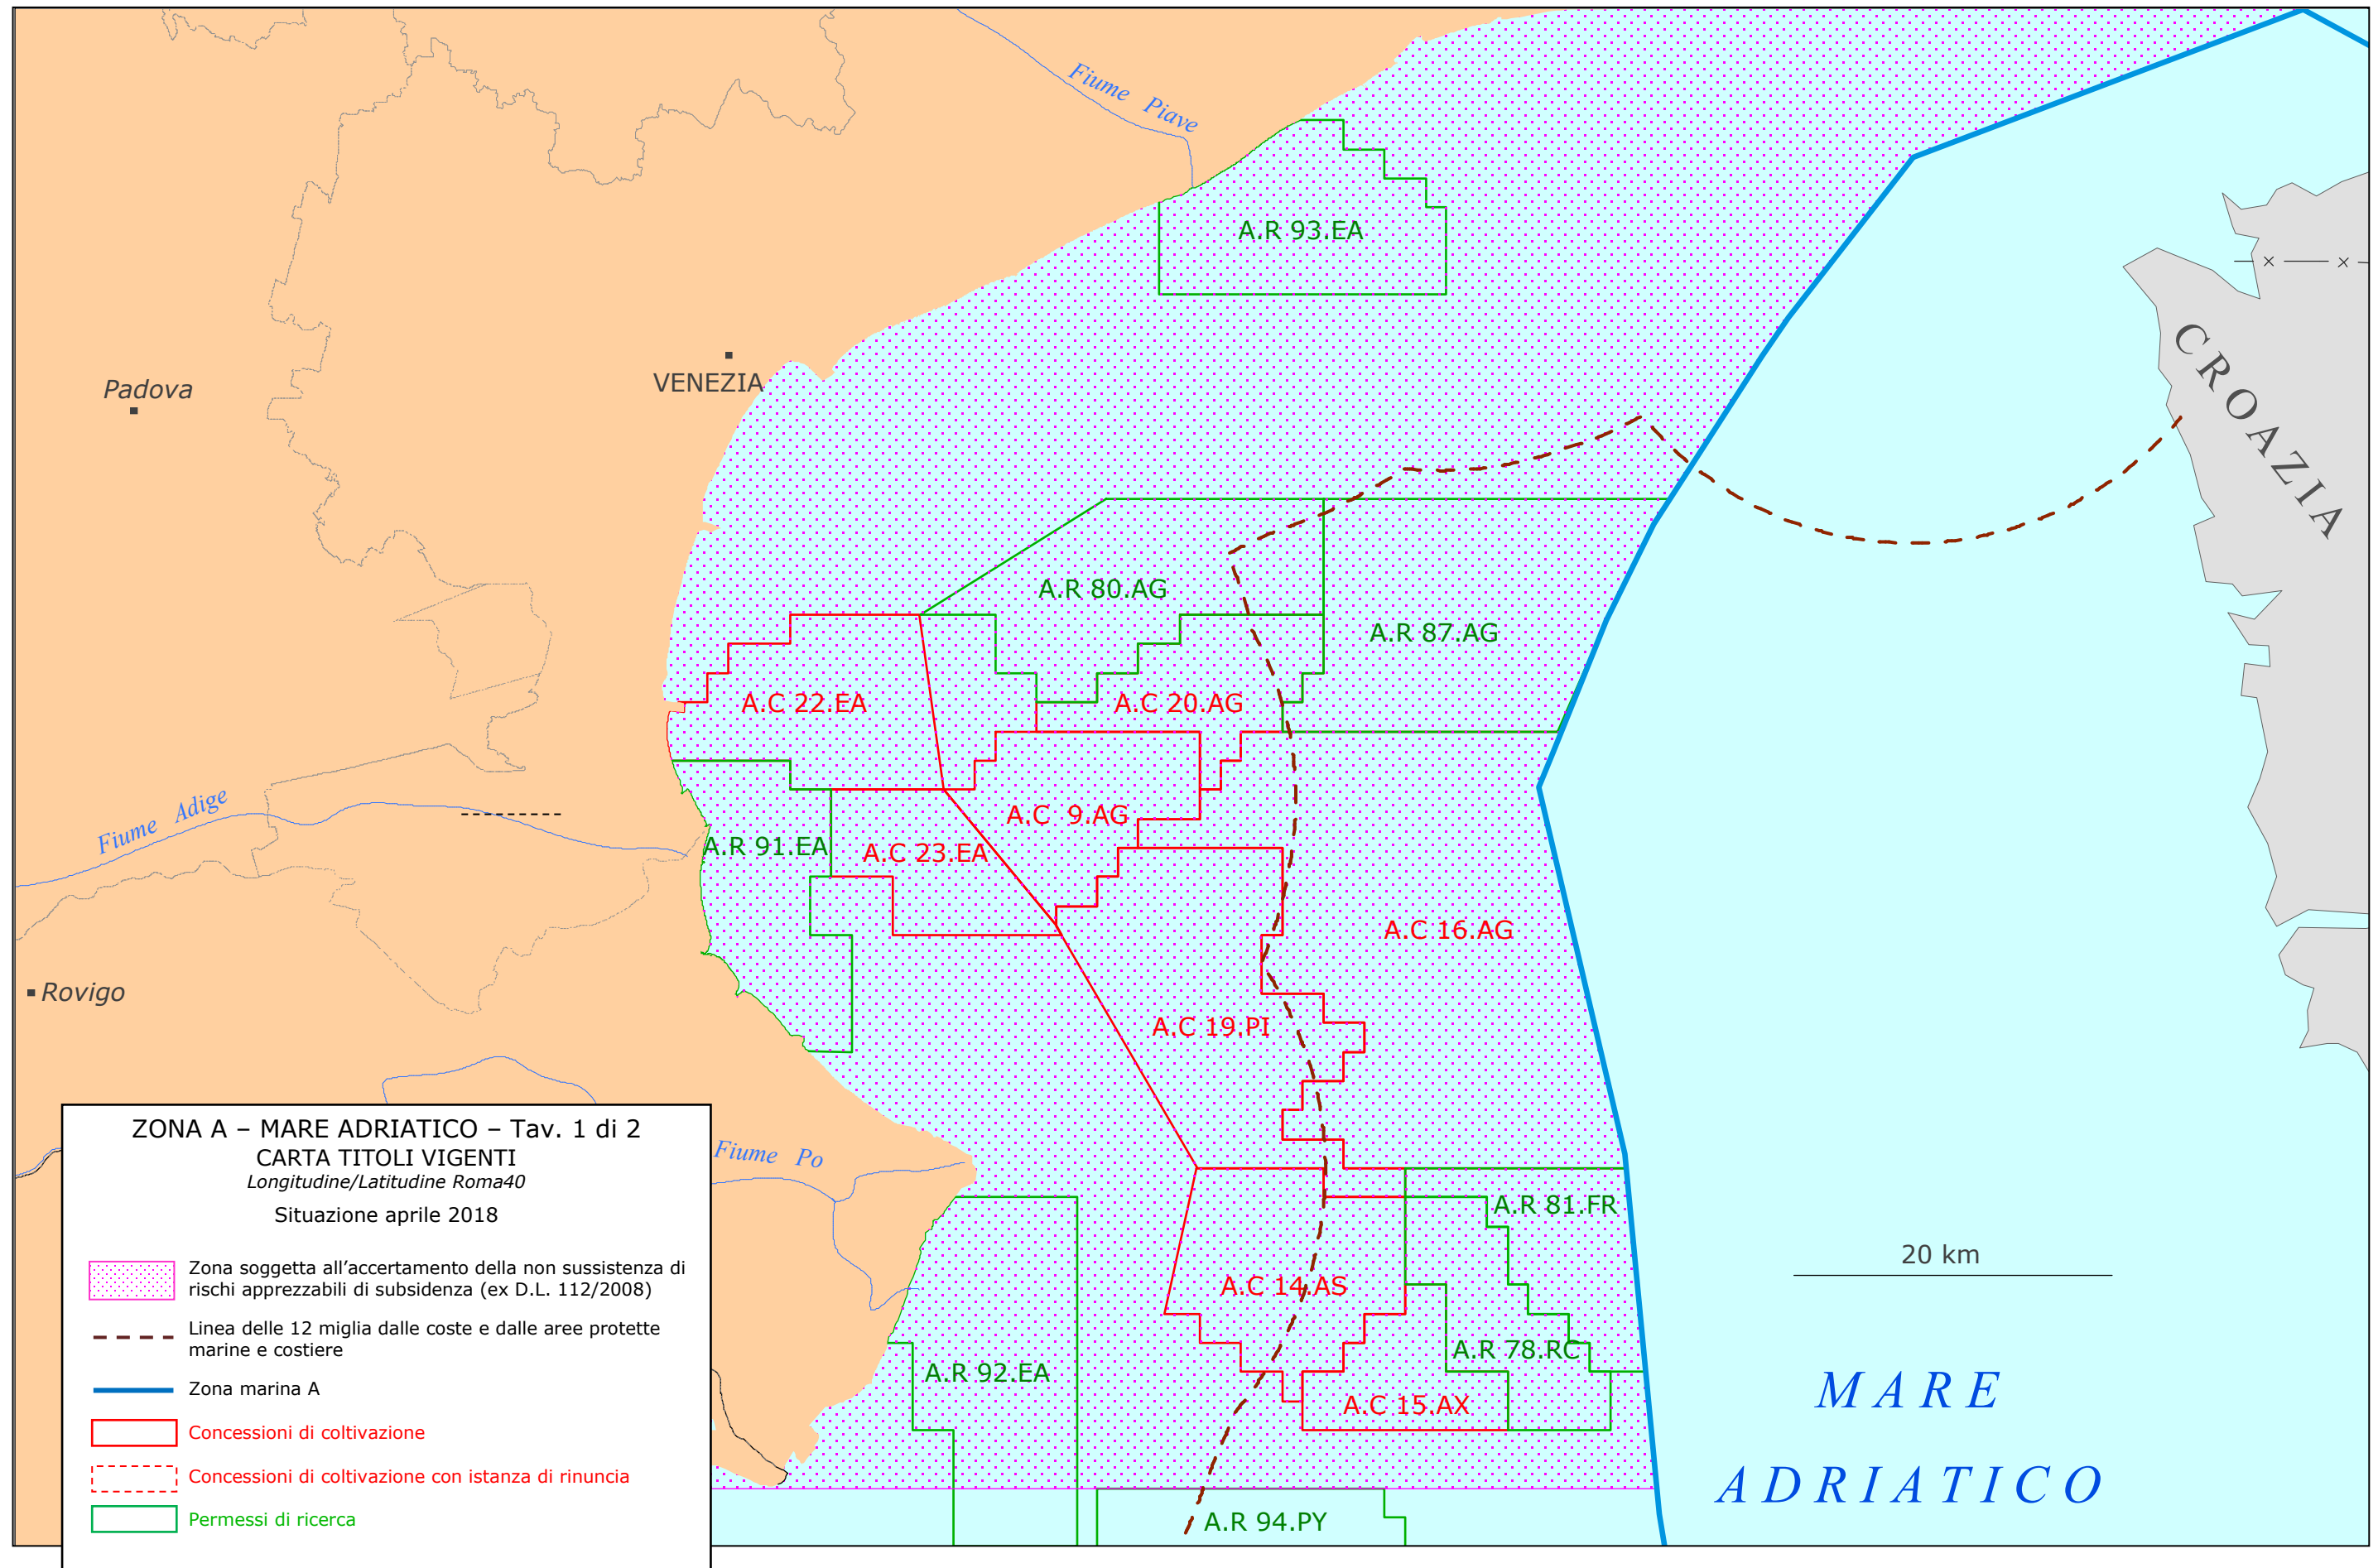 Fiume Piave
A.R 93.EA
VENEZIA
Padova
CROAZIA
A.R 80.AG
A.R 87.AG
A.C 22.EA
A.C 20.AG
Fiume Adige
A.C 9.AG
A.R 91.EA
A.C 23.EA
A.C 16.AG
Rovigo
A.C 19.PI
Fiume Po
A.R 81.FR
A.C 14.AS
A.R 78.RC
A.R 92.EA
A.C 15.AX
A.R 94.PY
20 km
MARE
ADRIATICO
ZONA A – MARE ADRIATICO – Tav. 1 di 2
CARTA TITOLI VIGENTI
Longitudine/Latitudine Roma40
Situazione aprile 2018
Zona soggetta all'accertamento della non sussistenza di
rischi apprezzabili di subsidenza (ex D.L. 112/2008)
Linea delle 12 miglia dalle coste e dalle aree protette
marine e costiere
Zona marina A
Concessioni di coltivazione
Concessioni di coltivazione con istanza di rinuncia
Permessi di ricerca